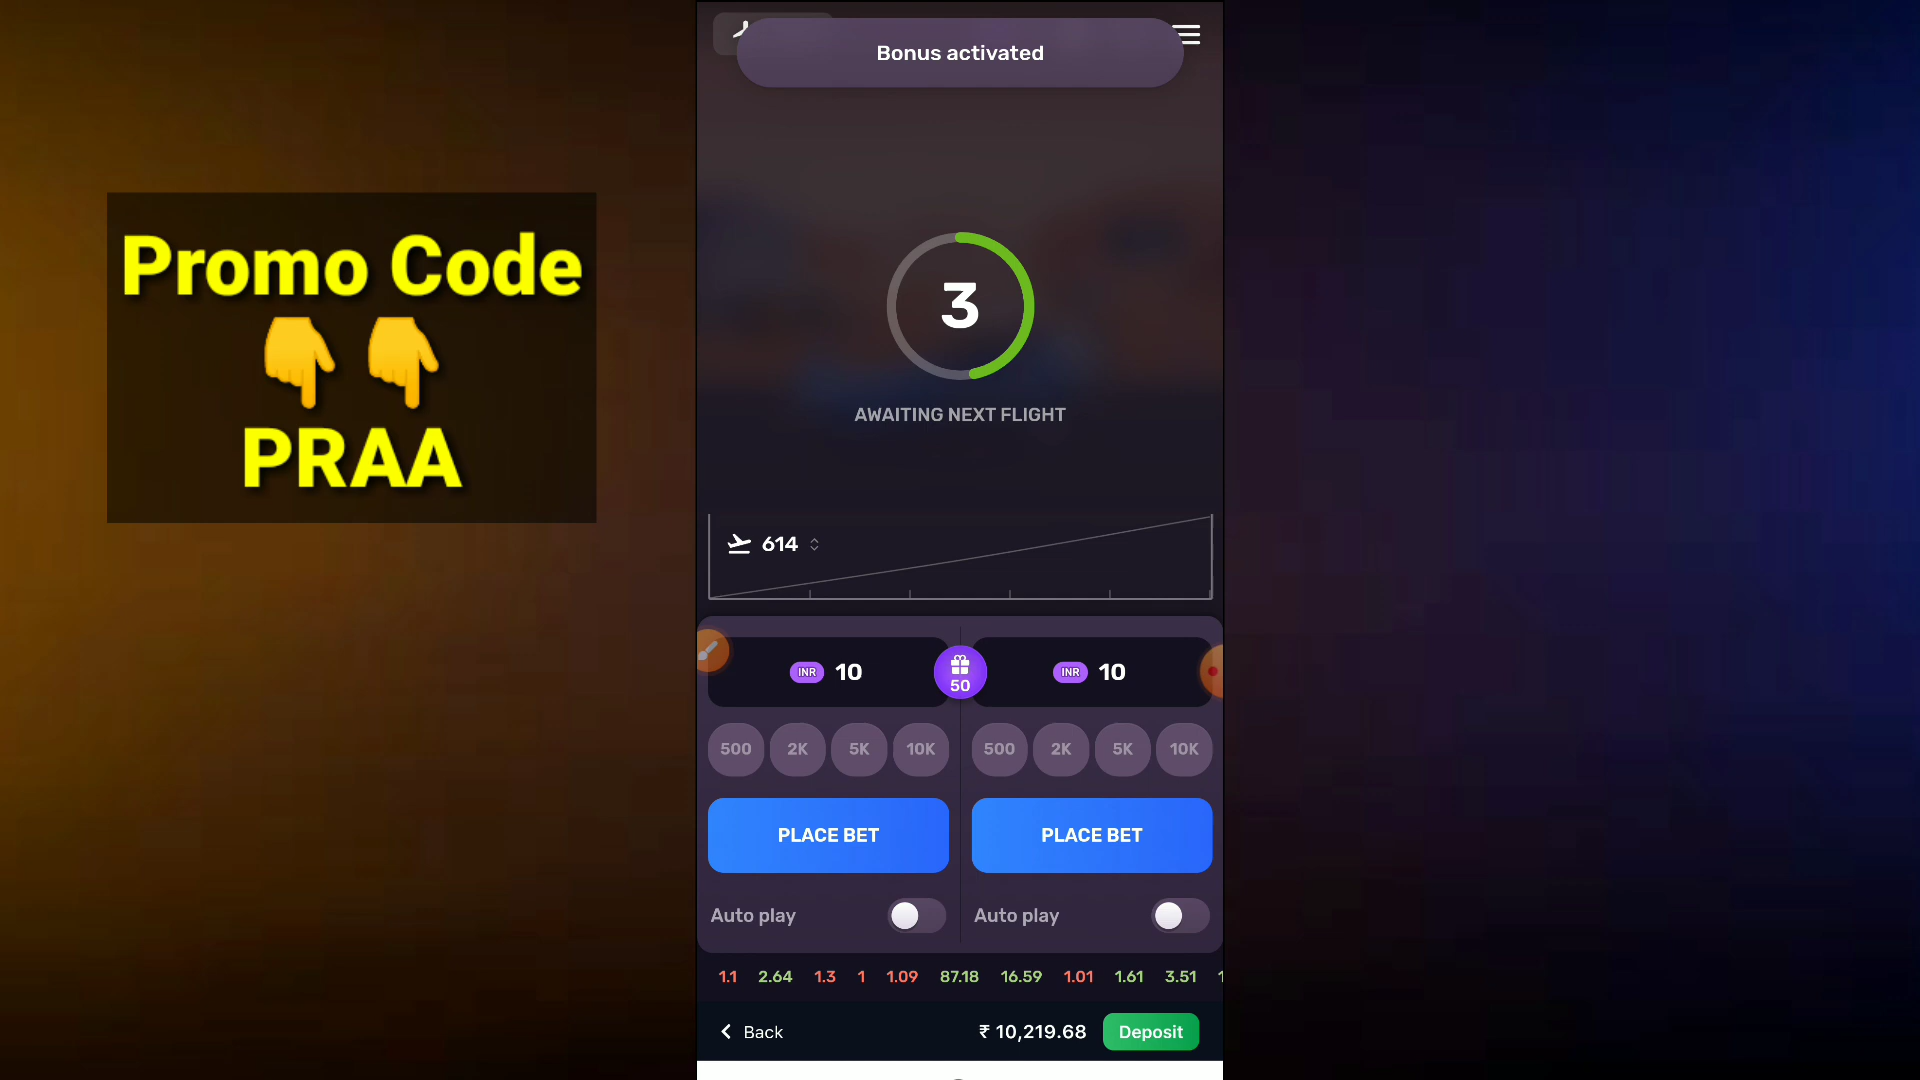 Promo Code
👇👇
PRAA
Bonus activated
3
AWAITING NEXT FLIGHT
614
INR 10
50
INR 10
500 2K 5K 10K
500 2K 5K 10K
PLACE BET
PLACE BET
Auto play
Auto play
1.1 2.64 1.3 1 1.09 87.18 16.59 1.01 1.61 3.51
Back
₹ 10,219.68
Deposit